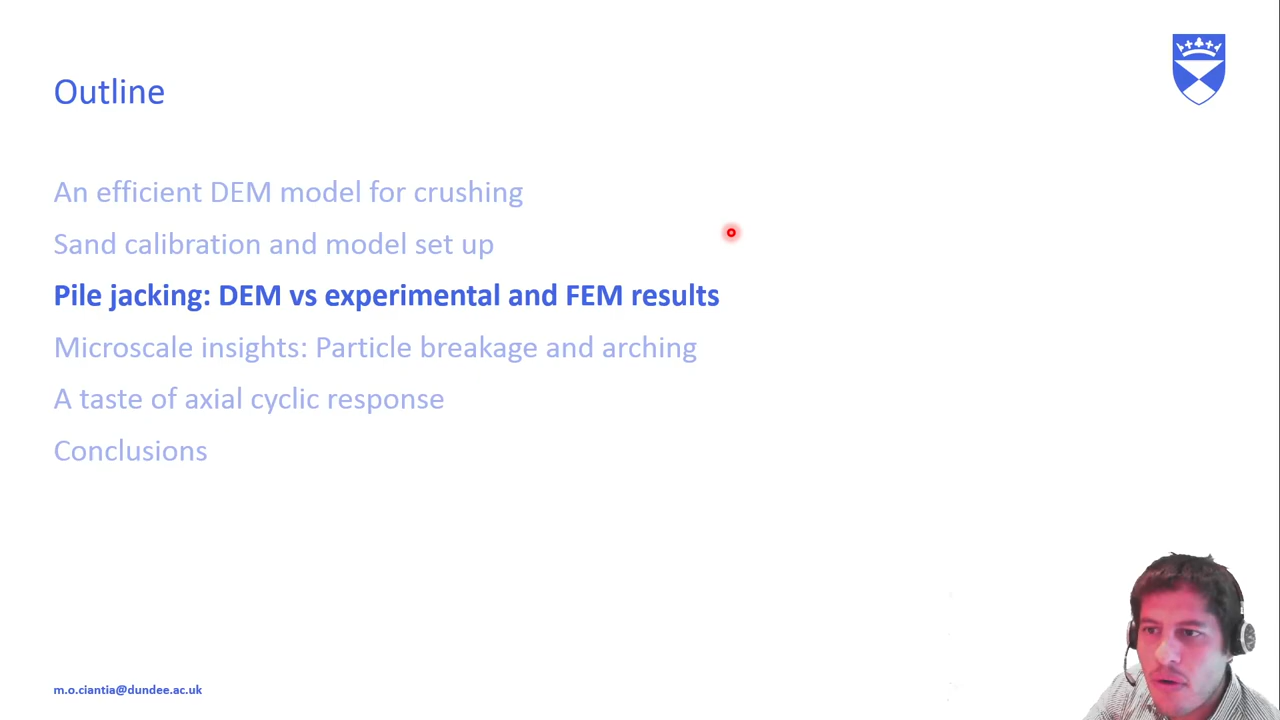 Outline
An efficient DEM model for crushing
Sand calibration and model set up
Pile jacking: DEM vs experimental and FEM results
Microscale insights: Particle breakage and arching
A taste of axial cyclic response
Conclusions
m.o.ciantia@dundee.ac.uk